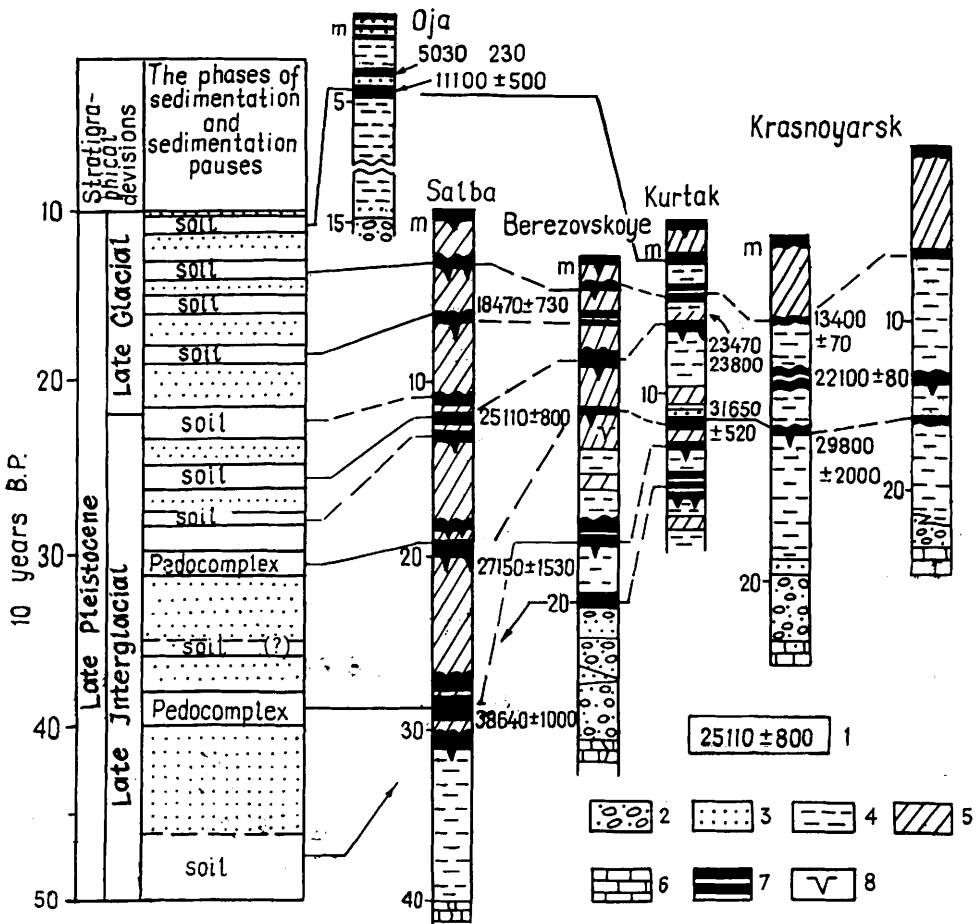 Oja
m
5030 230
11100 ±500
5
15
Stratigra-
phical
devisions
The phases of
sedimentation
and
sedimentation
pauses
Krasnoyarsk
Salba
m
Berezovskoye
m
Kurtak
m
m
10 years B.P.
10
20
30
40
50
Late Pleistocene
Late Glacial
Late Interglacial
soil
soil
soil
soil
soil
soil
soil
Pedocomplex
soil (?)
Pedocomplex
soil
18470±730
10
25110±800
20
38640±1000
30
40
27150±1530
20
23470
23800
10
31650
±520
13400
±70
10
22100±80
29800
±2000
20
20
25110±800 1
2
3
4
5
6
7
8